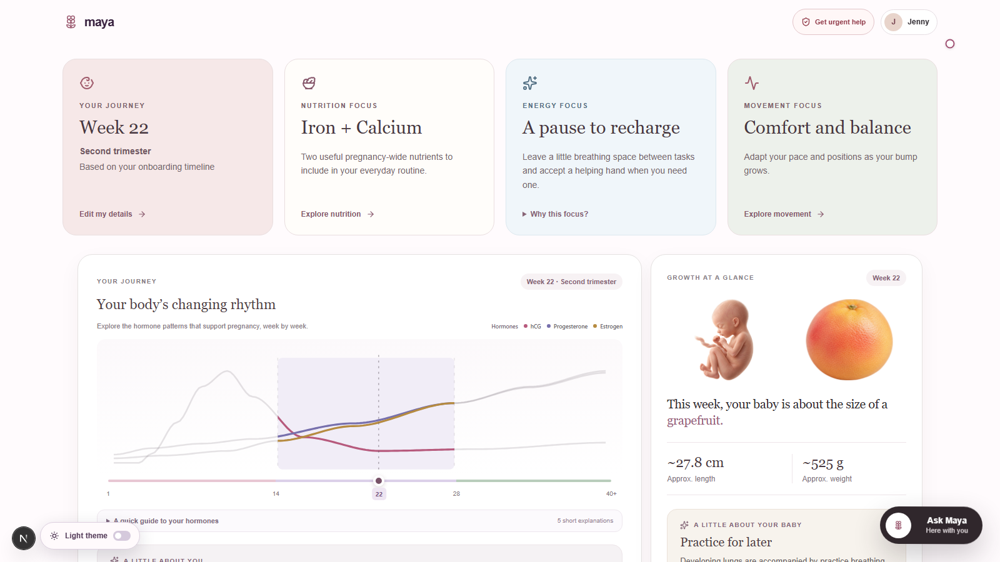 maya
Get urgent help
J
Jenny
YOUR JOURNEY
Week 22
Second trimester
Based on your onboarding timeline
Edit my details
NUTRITION FOCUS
Iron + Calcium
Two useful pregnancy-wide nutrients to
include in your everyday routine.
Explore nutrition
ENERGY FOCUS
A pause to recharge
Leave a little breathing space between tasks
and accept a helping hand when you need
one.
Why this focus?
MOVEMENT FOCUS
Comfort and balance
Adapt your pace and positions as your bump
grows.
Explore movement
YOUR JOURNEY
Week 22 · Second trimester
Your body’s changing rhythm
Explore the hormone patterns that support pregnancy, week by week.
Hormones hCG Progesterone Estrogen
1 14 22 28 40+
A quick guide to your hormones
5 short explanations
A LITTLE ABOUT YOU
GROWTH AT A GLANCE
Week 22
This week, your baby is about the size of a
grapefruit.
~27.8 cm
Approx. length
~525 g
Approx. weight
A LITTLE ABOUT YOUR BABY
Practice for later
Developing lungs are accompanied by practice breathing
N
Light theme
Ask Maya
Here with you